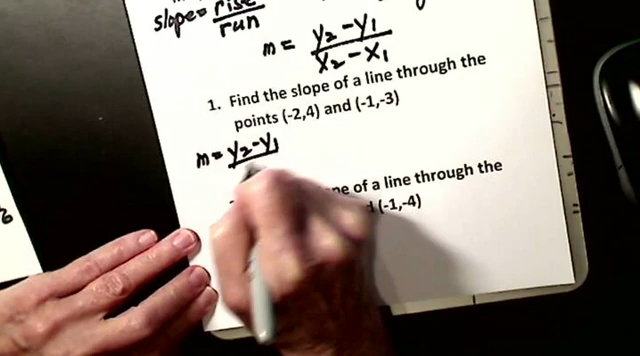 slope= rise
run
m = y2-y1
x2-x1
1. Find the slope of a line through the
points (-2,4) and (-1,-3)
m = y2-y1
of a line through the
(-1,-4)